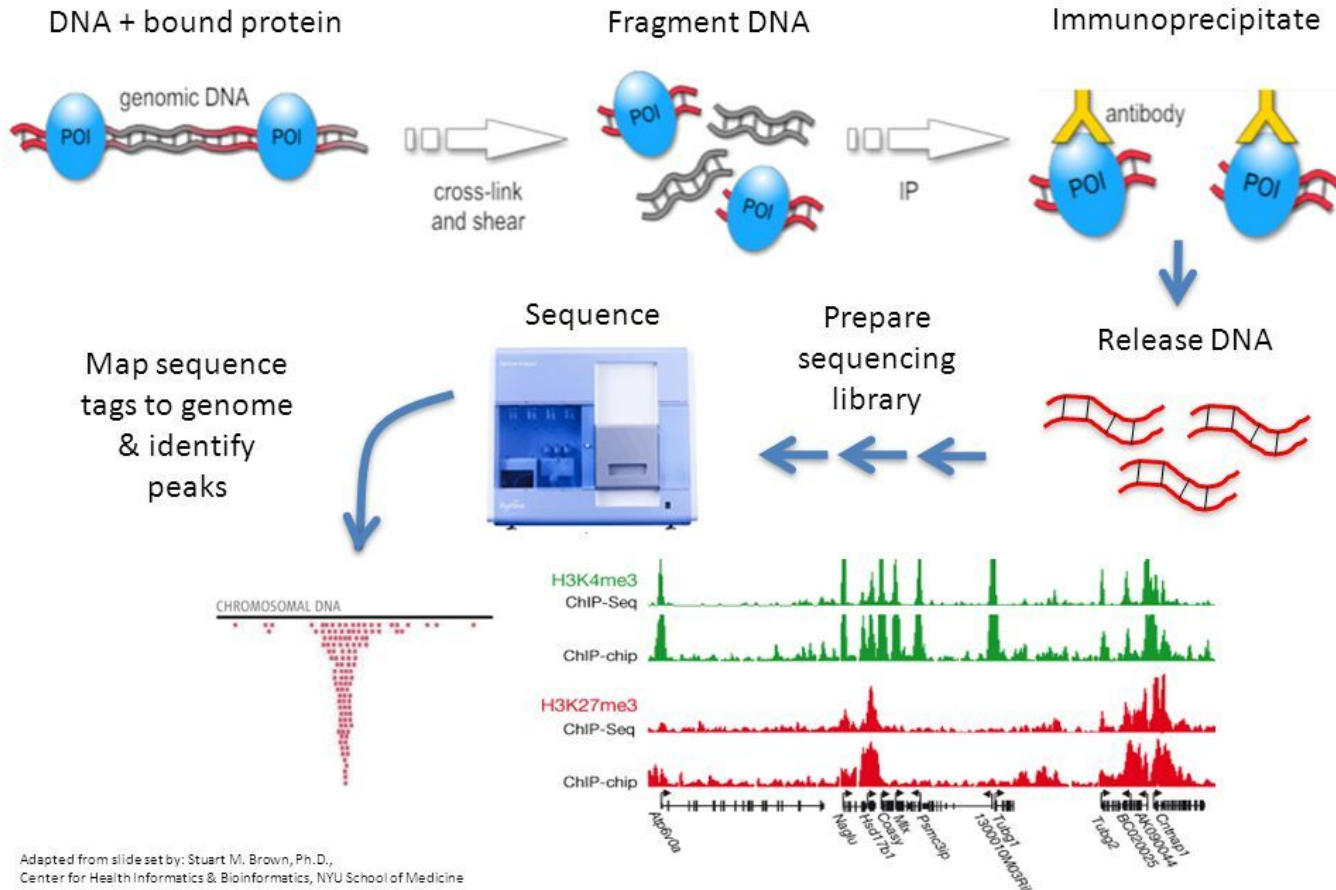 DNA + bound protein
Fragment DNA
Immunoprecipitate
genomic DNA
POI
POI
cross-link
and shear
POI
POI
IP
antibody
POI
POI
Release DNA
Prepare
sequencing
library
Sequence
Map sequence
tags to genome
& identify
peaks
CHROMOSOMAL DNA
H3K4me3
ChIP-Seq
ChIP-chip
H3K27me3
ChIP-Seq
ChIP-chip
Atp6v0a
Naglu
Hsd17b1
Coasy
Mlx
Psmc3ip
Tubg1
Tubg2
BC020025
AK090044
Cntnap1
Adapted from slide set by: Stuart M. Brown, Ph.D.,
Center for Health Informatics & Bioinformatics, NYU School of Medicine